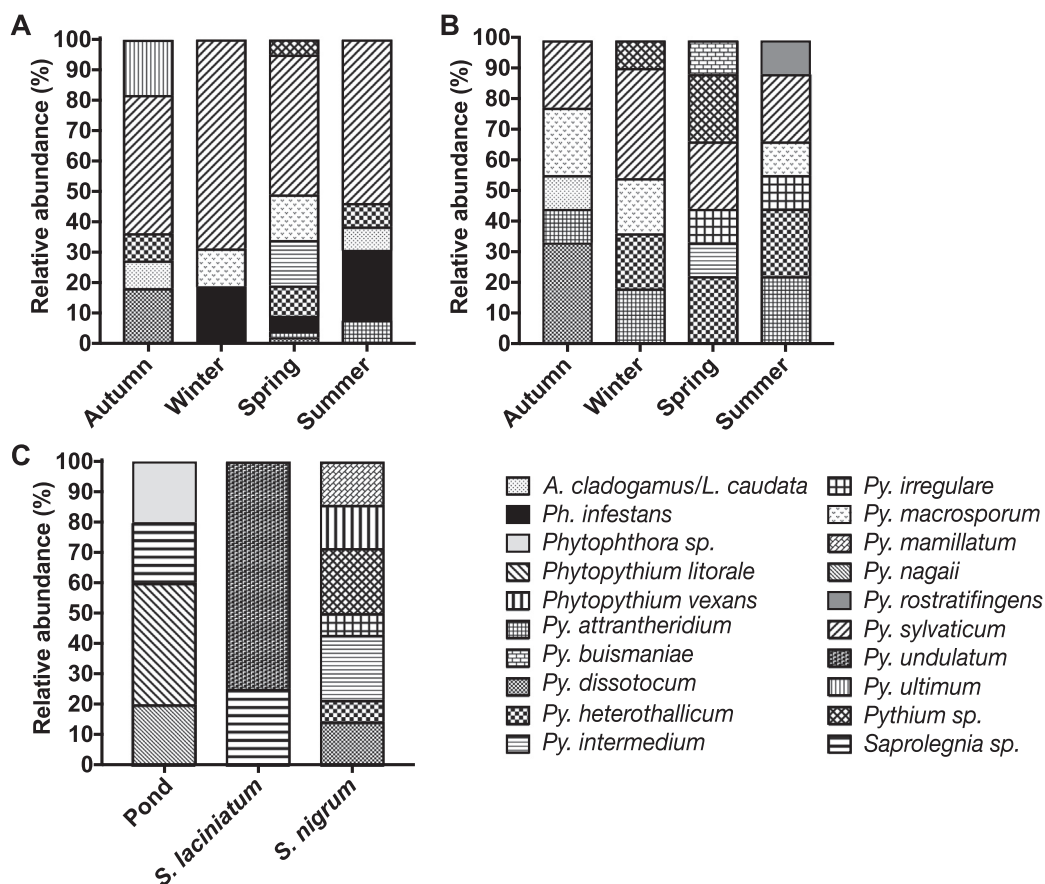 A
Relative abundance (%)
100
90
80
70
60
50
40
30
20
10
0
Autumn
Winter
Spring
Summer
B
Relative abundance (%)
100
90
80
70
60
50
40
30
20
10
0
Autumn
Winter
Spring
Summer
C
Relative abundance (%)
100
90
80
70
60
50
40
30
20
10
0
Pond
S. laciniatum
S. nigrum
A. cladogamus/L. caudata
Ph. infestans
Phytophthora sp.
Phytopythium litorale
Phytopythium vexans
Py. attrantheridium
Py. buismaniae
Py. dissotocum
Py. heterothallicum
Py. intermedium
Py. irregulare
Py. macrosporum
Py. mamillatum
Py. nagaii
Py. rostratifingens
Py. sylvaticum
Py. undulatum
Py. ultimum
Pythium sp.
Saprolegnia sp.